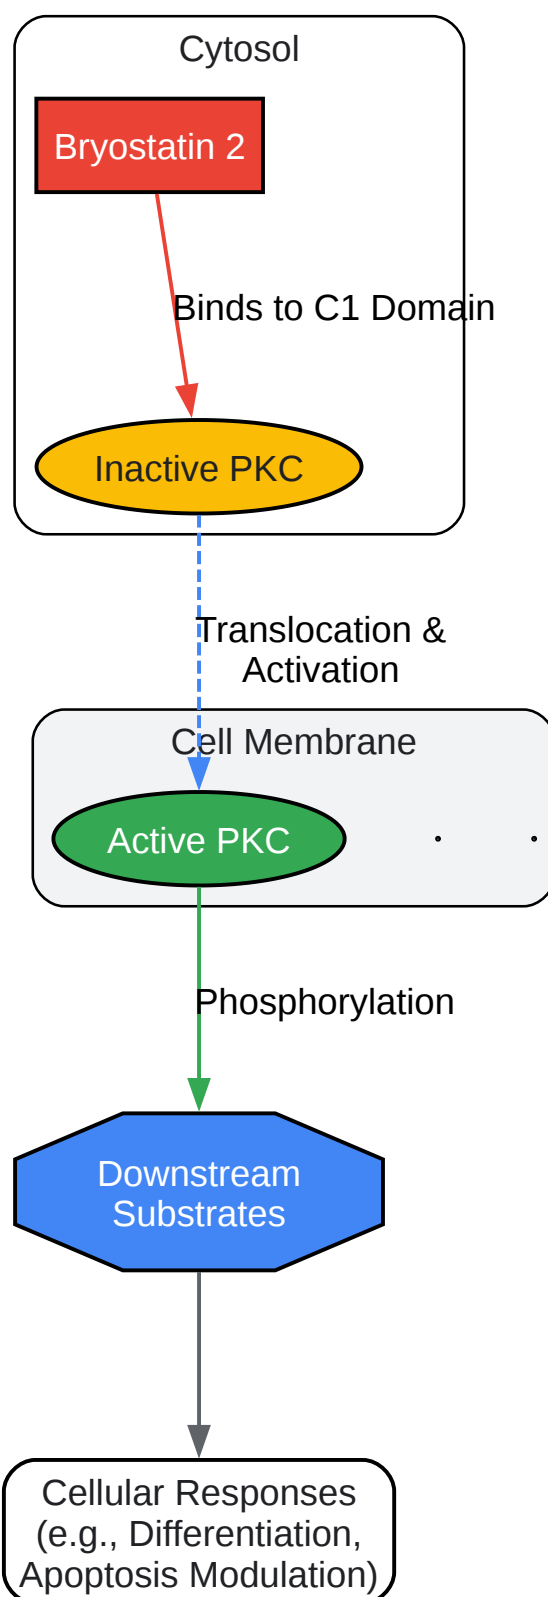 Cytosol
Bryostatin 2
Binds to C1 Domain
Inactive PKC
Translocation &
Activation
Cell Membrane
Active PKC
Phosphorylation
Downstream
Substrates
Cellular Responses
(e.g., Differentiation,
Apoptosis Modulation)